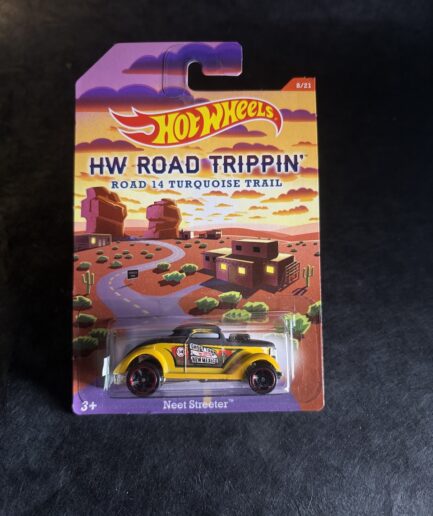 8/21
HOT WHEELS
HW ROAD TRIPPIN'
ROAD 14 TURQUOISE TRAIL
3+
Neet Streeter™